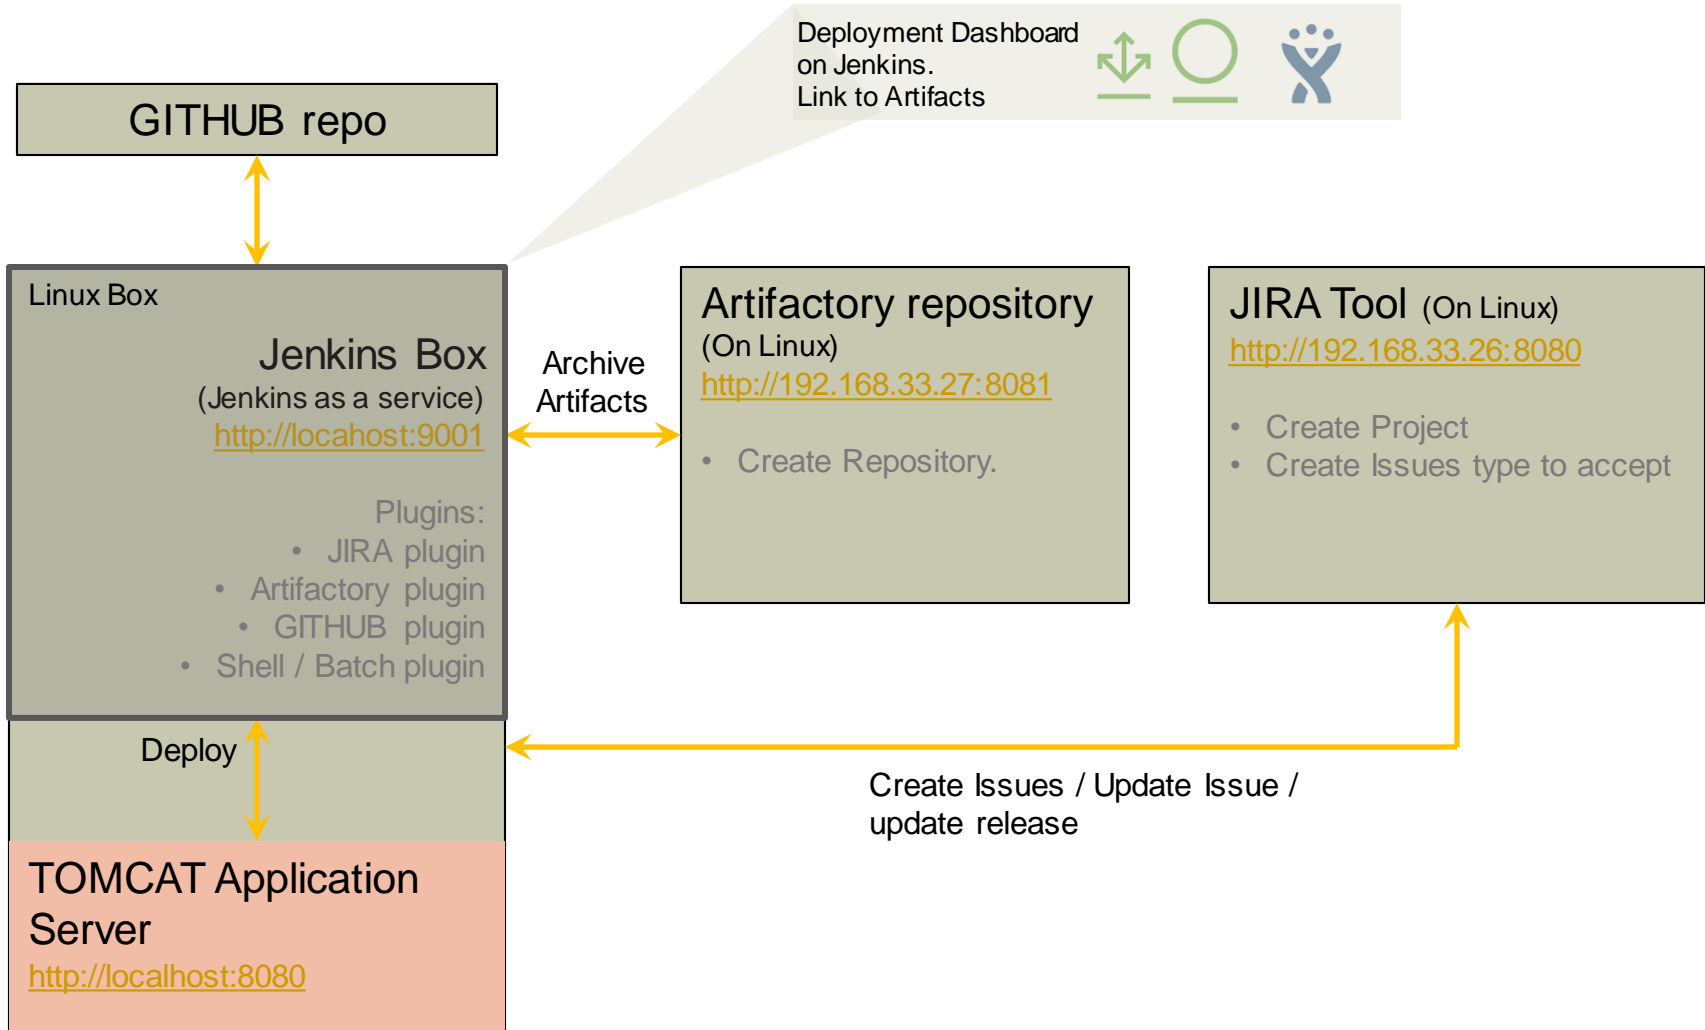 Deployment Dashboard
on Jenkins.
Link to Artifacts
GITHUB repo
Linux Box
Jenkins Box
(Jenkins as a service)
http://locahost:9001
Plugins:
• JIRA plugin
• Artifactory plugin
• GITHUB plugin
• Shell / Batch plugin
Archive
Artifacts
Artifactory repository
(On Linux)
http://192.168.33.27:8081
• Create Repository.
JIRA Tool (On Linux)
http://192.168.33.26:8080
• Create Project
• Create Issues type to accept
Deploy
Create Issues / Update Issue /
update release
TOMCAT Application
Server
http://localhost:8080